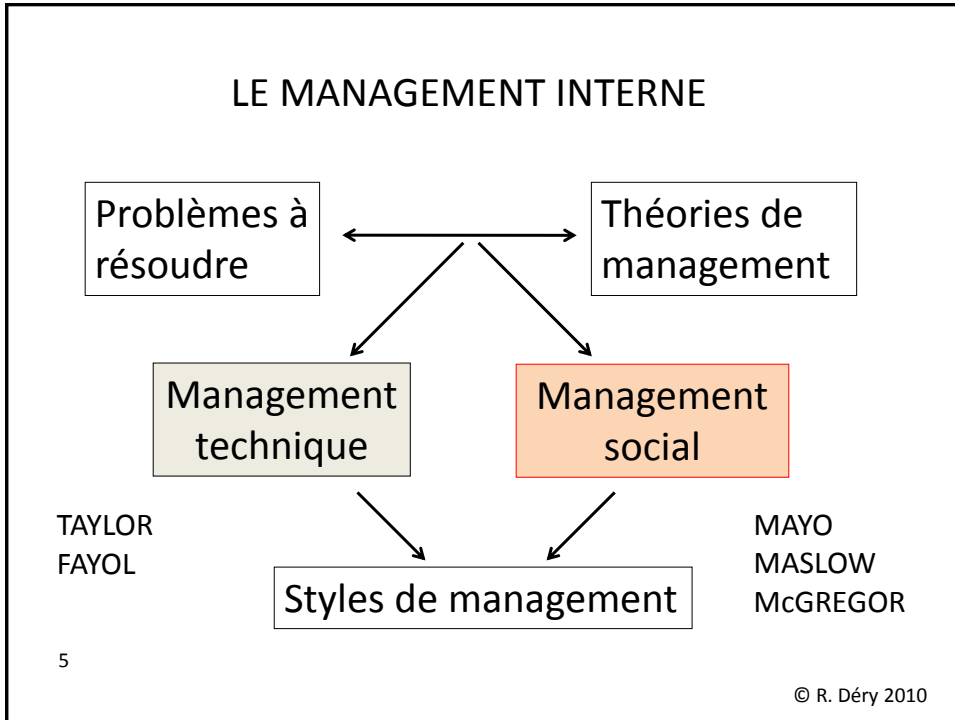 LE MANAGEMENT INTERNE
Problèmes à
résoudre
Théories de
management
Management
technique
Management
social
TAYLOR
FAYOL
MAYO
MASLOW
McGREGOR
Styles de management
5
© R. Déry 2010